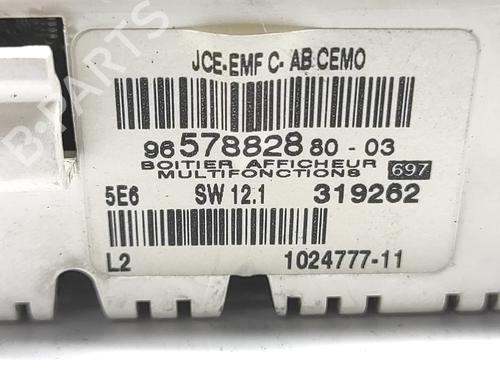 JCE-EMF C- AB CEMO
96 578828 80 - 03
BOITIER AFFICHEUR
MULTIFONCTIONS 697
5E6 SW 12.1 319262
L2 1024777-11
B-PARTS